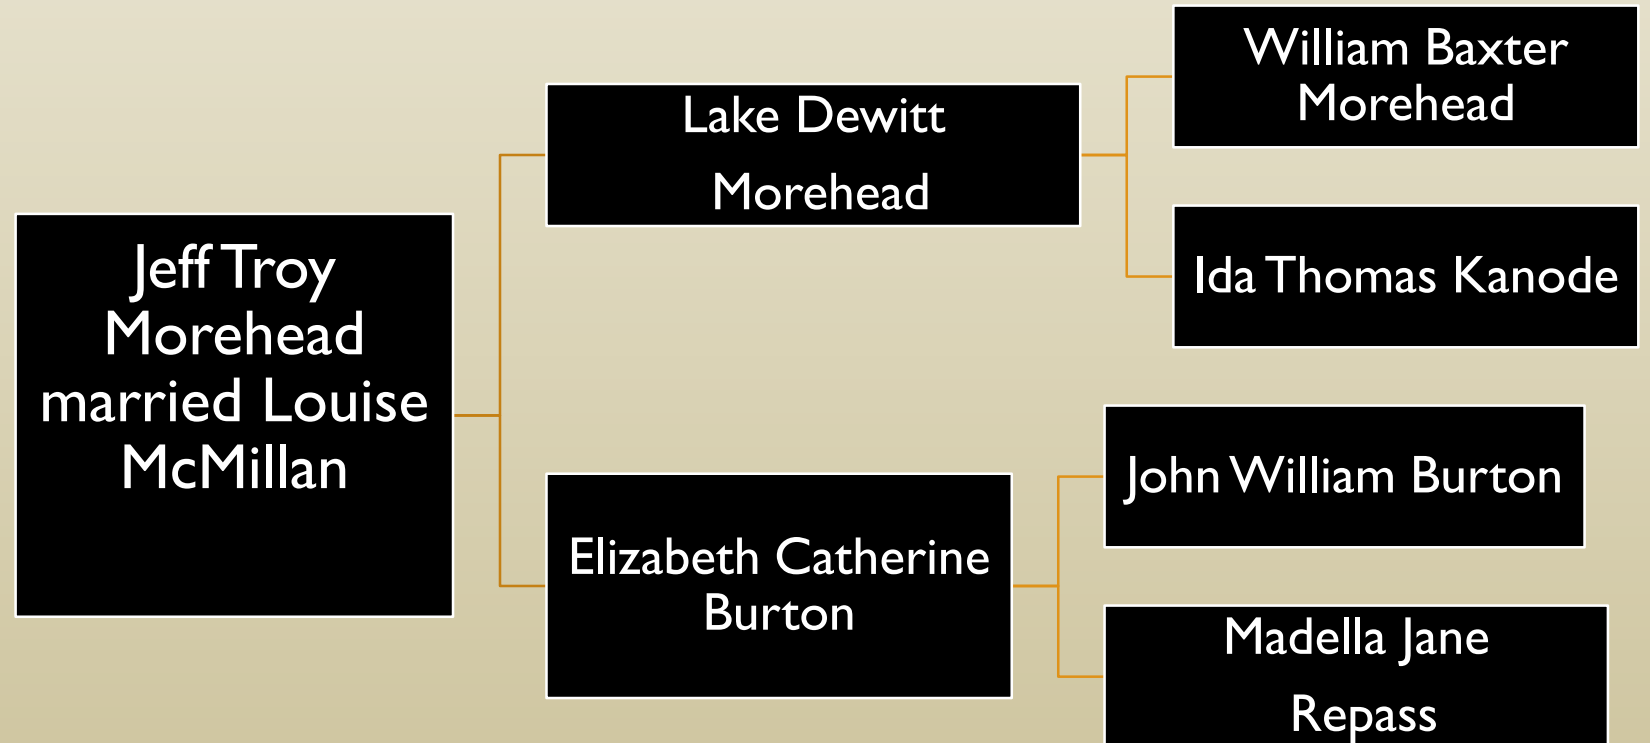 Jeff Troy
Morehead
married Louise
McMillan
Lake Dewitt
Morehead
William Baxter
Morehead
Ida Thomas Kanode
Elizabeth Catherine
Burton
John William Burton
Madella Jane
Repass